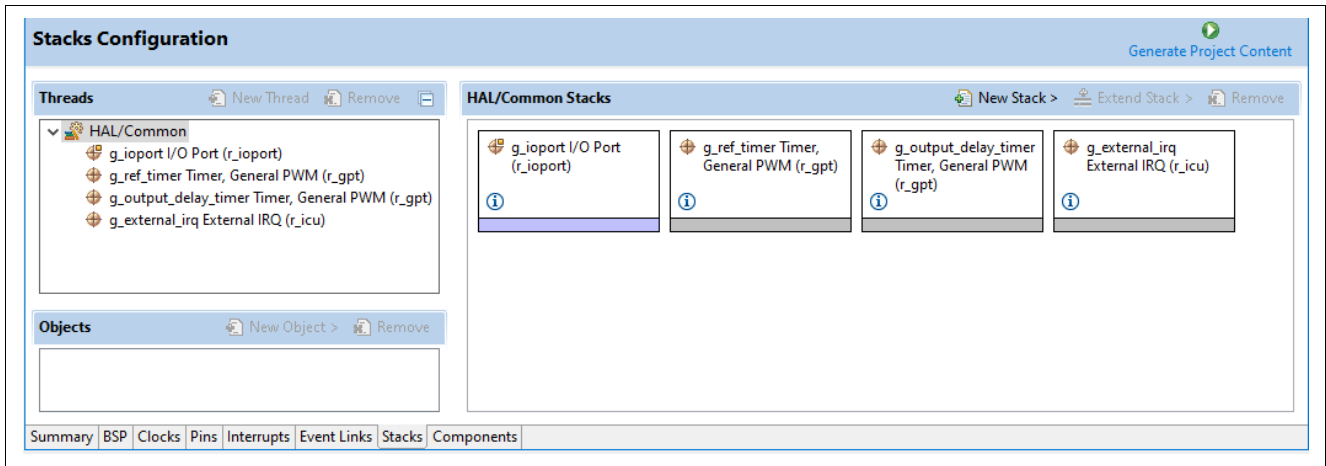 Stacks Configuration
Generate Project Content
Threads
New Thread
Remove
HAL/Common
g_ioport I/O Port (r_ioport)
g_ref_timer Timer, General PWM (r_gpt)
g_output_delay_timer Timer, General PWM (r_gpt)
g_external_irq External IRQ (r_icu)
Objects
New Object >
Remove
HAL/Common Stacks
New Stack >
Extend Stack >
Remove
g_ioport I/O Port
(r_ioport)
g_ref_timer Timer,
General PWM (r_gpt)
g_output_delay_timer
Timer, General PWM
(r_gpt)
g_external_irq
External IRQ (r_icu)
Summary BSP Clocks Pins Interrupts Event Links Stacks Components